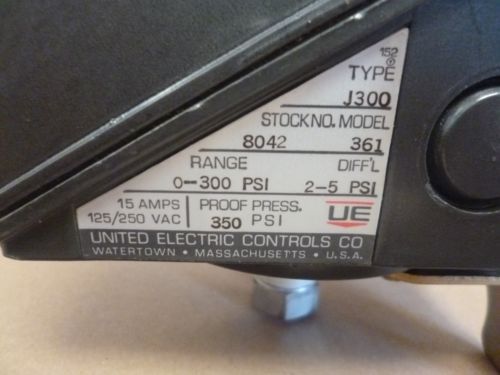 152
TYPE
J300
STOCK NO. MODEL
8042 361
RANGE DIFF'L
0-300 PSI 2-5 PSI
15 AMPS
125/250 VAC
PROOF PRESS.
350 PSI
UE
UNITED ELECTRIC CONTROLS CO
WATERTOWN • MASSACHUSETTS • U.S.A.